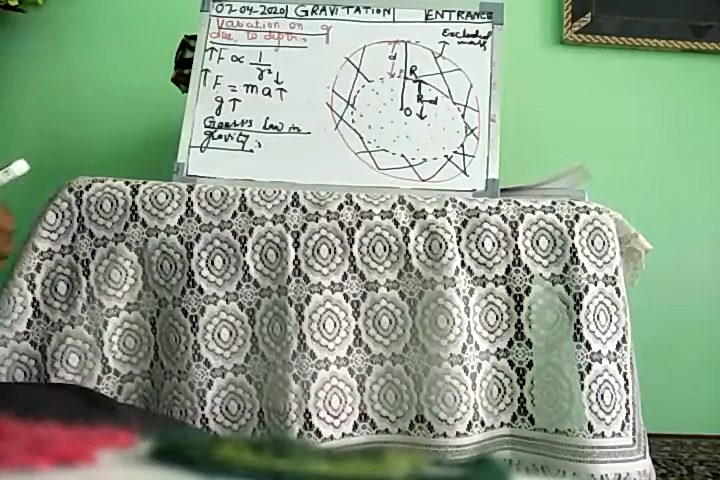 07-04-2020 GRAVITATION ENTRANCE
Variation on g
due to depth
↑F ∝ 1/r²↓
↑F = ma↑
g↑
Gauss's law in
gravity
Excluded
mass
d
R
R-d
O